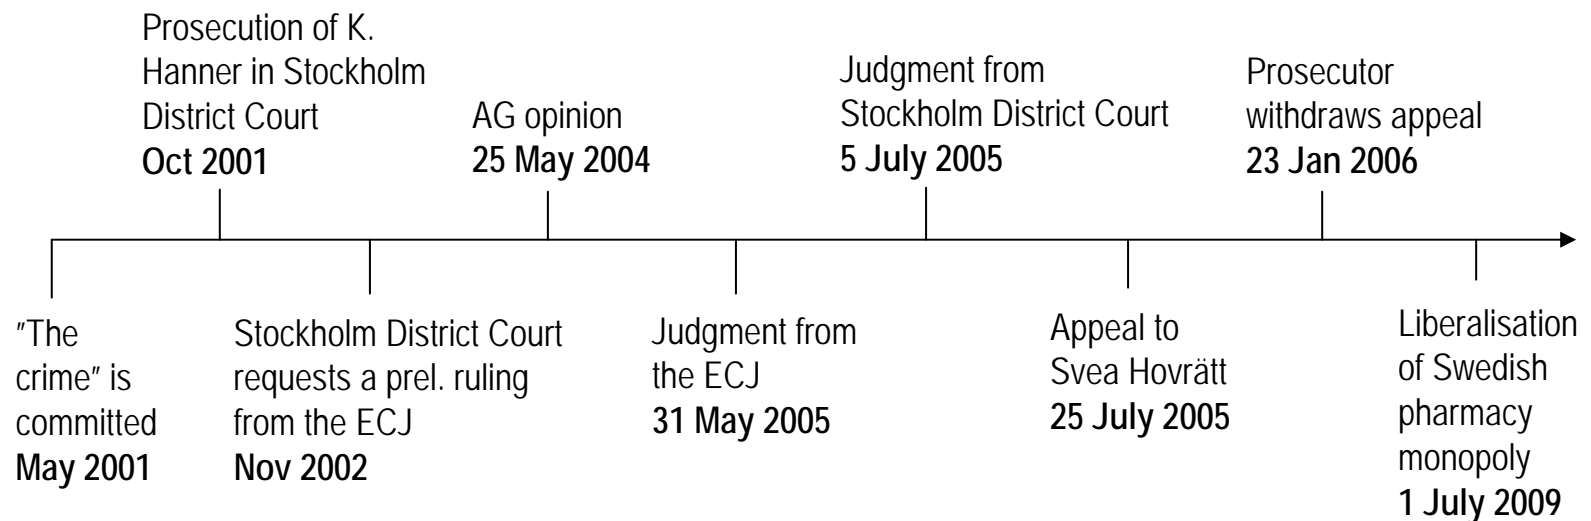 Prosecution of K.
Hanner in Stockholm
District Court
Oct 2001
AG opinion
25 May 2004
Judgment from
Stockholm District Court
5 July 2005
Prosecutor
withdraws appeal
23 Jan 2006
"The
crime" is
committed
May 2001
Stockholm District Court
requests a prel. ruling
from the ECJ
Nov 2002
Judgment from
the ECJ
31 May 2005
Appeal to
Svea Hovrätt
25 July 2005
Liberalisation
of Swedish
pharmacy
monopoly
1 July 2009